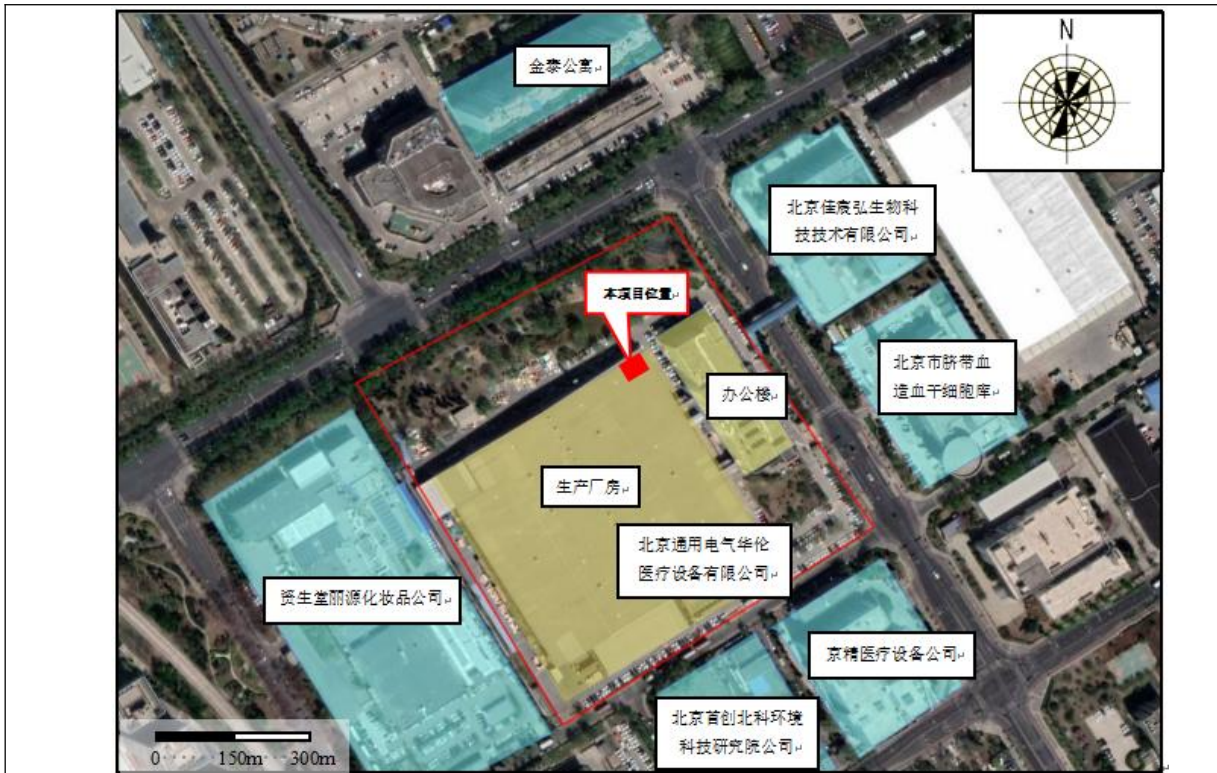 N
金泰公寓
北京佳宸弘生物科
技技术有限公司
本项目位置
北京市脐带血
造血干细胞库
办公楼
生产厂房
北京通用电气华伦
医疗设备有限公司
资生堂丽源化妆品公司
京精医疗设备公司
北京首创北科环境
科技研究院公司
0 150m 300m